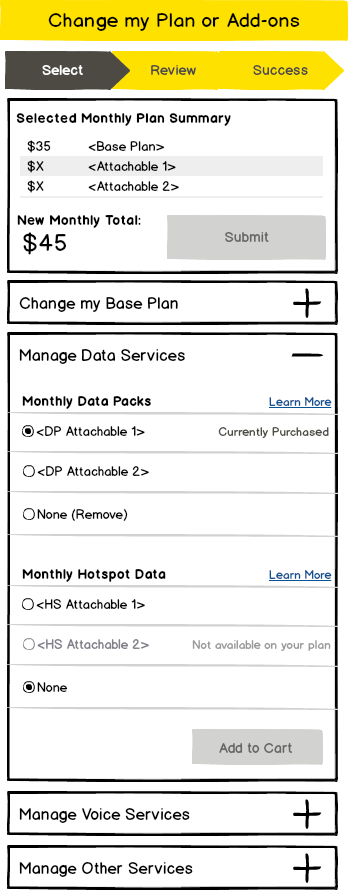 Change my Plan or Add-ons
Select Review Success
Selected Monthly Plan Summary
$35 <Base Plan>
$X <Attachable 1>
$X <Attachable 2>
New Monthly Total:
$45
Submit
Change my Base Plan
Manage Data Services
Monthly Data Packs Learn More
<DP Attachable 1> Currently Purchased
<DP Attachable 2>
None (Remove)
Monthly Hotspot Data Learn More
<HS Attachable 1>
<HS Attachable 2> Not available on your plan
None
Add to Cart
Manage Voice Services
Manage Other Services